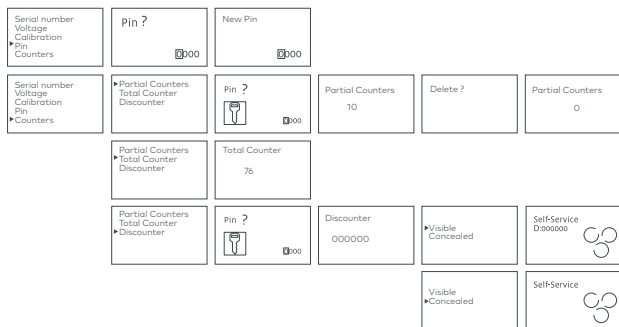 Serial number
Voltage
Calibration
Pin
Counters
Pin ?
0000
New Pin
0000
Serial number
Voltage
Calibration
Pin
Counters
Partial Counters
Total Counter
Discounter
Pin ?
0000
Partial Counters
10
Delete ?
Partial Counters
0
Partial Counters
Total Counter
Discounter
Total Counter
76
Partial Counters
Total Counter
Discounter
Pin ?
0000
Discounter
000000
Visible
Concealed
Self-Service
D:000000
Visible
Concealed
Self-Service